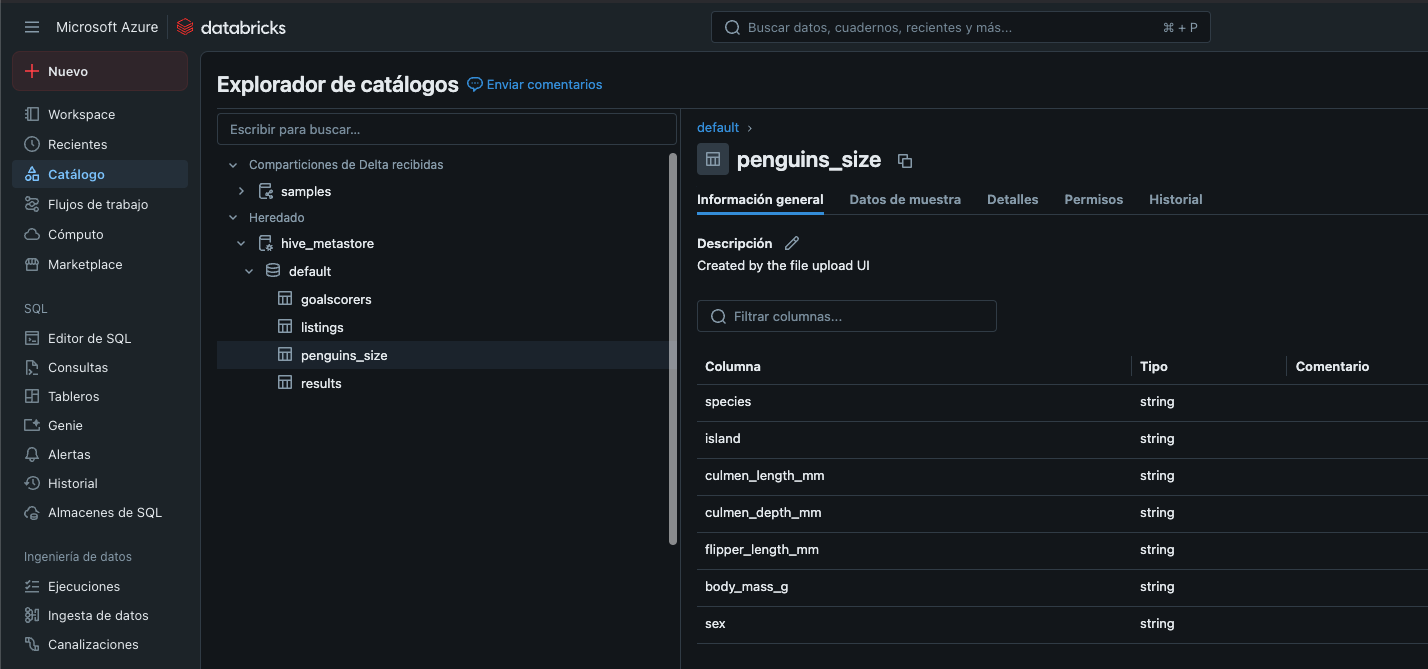 Microsoft Azure
databricks
Buscar datos, cuadernos, recientes y más...
⌘ + P
Nuevo
Workspace
Recientes
Catálogo
Flujos de trabajo
Cómputo
Marketplace
SQL
Editor de SQL
Consultas
Tableros
Genie
Alertas
Historial
Almacenes de SQL
Ingeniería de datos
Ejecuciones
Ingesta de datos
Canalizaciones
Explorador de catálogos
Enviar comentarios
Escribir para buscar...
Comparticiones de Delta recibidas
samples
Heredado
hive_metastore
default
goalscorers
listings
penguins_size
results
default ›
penguins_size
Información general Datos de muestra Detalles Permisos Historial
Descripción
Created by the file upload UI
Filtrar columnas...
Columna Tipo Comentario
species string
island string
culmen_length_mm string
culmen_depth_mm string
flipper_length_mm string
body_mass_g string
sex string